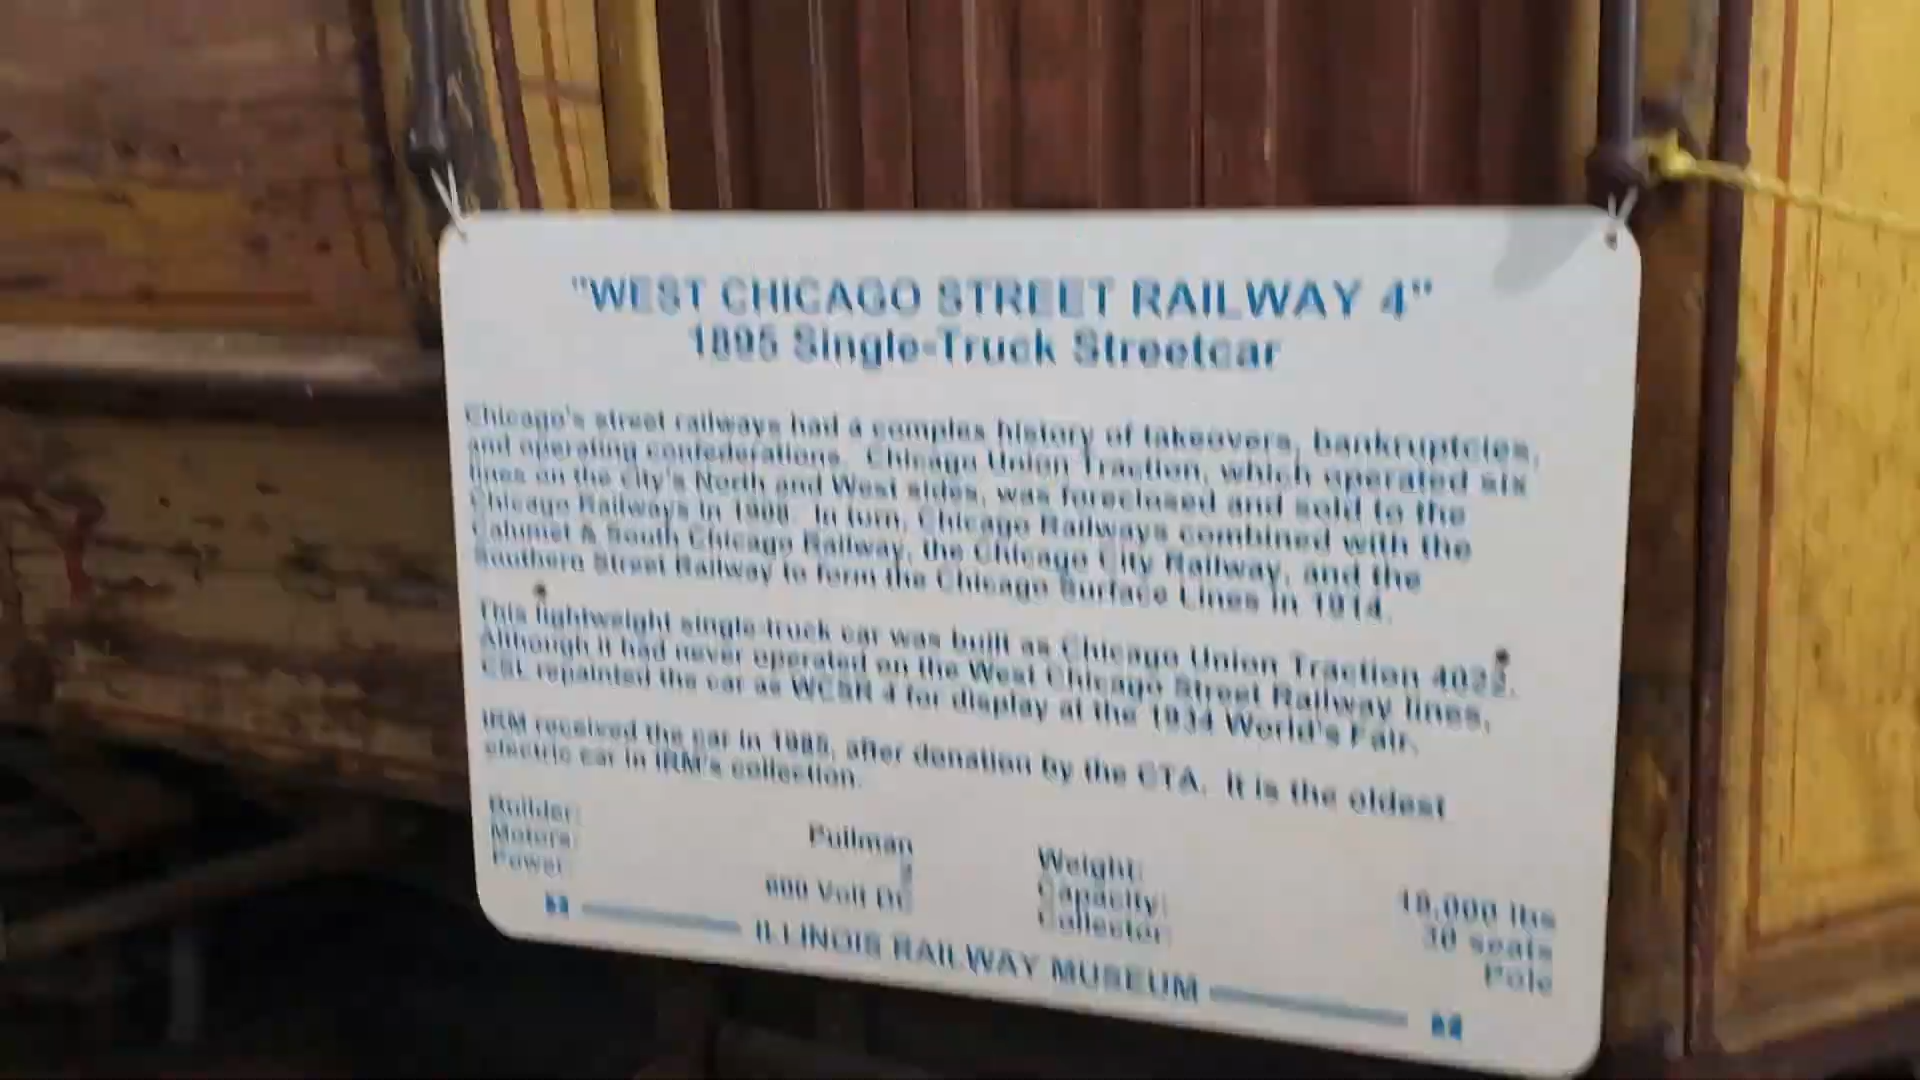 "WEST CHICAGO STREET RAILWAY 4"
1895 Single-Truck Streetcar
Chicago's street railways had a complex history of takeovers, bankruptcies,
and operating confederations. Chicago Union Traction, which operated six
lines on the city's North and West sides, was foreclosed and sold to the
Chicago Railways in 1908. In turn, Chicago Railways combined with the
Calumet & South Chicago Railway, the Chicago City Railway, and the
Southern Street Railway to form the Chicago Surface Lines in 1914.
This lightweight single-truck car was built as Chicago Union Traction 4022.
Although it had never operated on the West Chicago Street Railway lines,
CSL repainted the car as WCSR 4 for display at the 1934 World's Fair.
IRM received the car in 1985, after donation by the CTA. It is the oldest
electric car in IRM's collection.
Builder: Pullman Weight: 18,000 lbs
Motors: 2 Capacity: 30 seats
Power: 600 Volt DC Collector: Pole
ILLINOIS RAILWAY MUSEUM